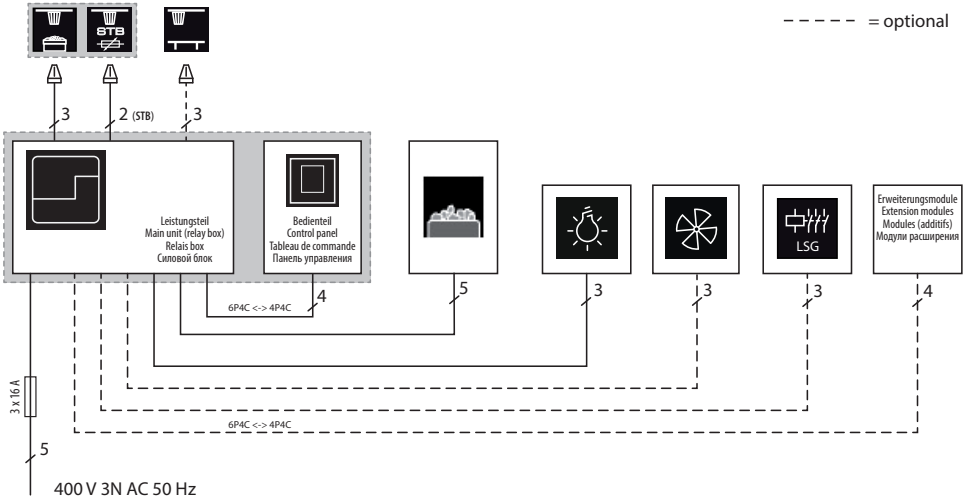 STB
= optional
3
2 (STB)
3
Leistungsteil
Main unit (relay box)
Relais box
Силовой блок
Bedienteil
Control panel
Tableau de commande
Панель управления
LSG
Erweiterungsmodule
Extension modules
Modules (additifs)
Модули расширения
6P4C <-> 4P4C
4
5
3
3
3
4
3 x 16 A
6P4C <-> 4P4C
5
400 V 3N AC 50 Hz